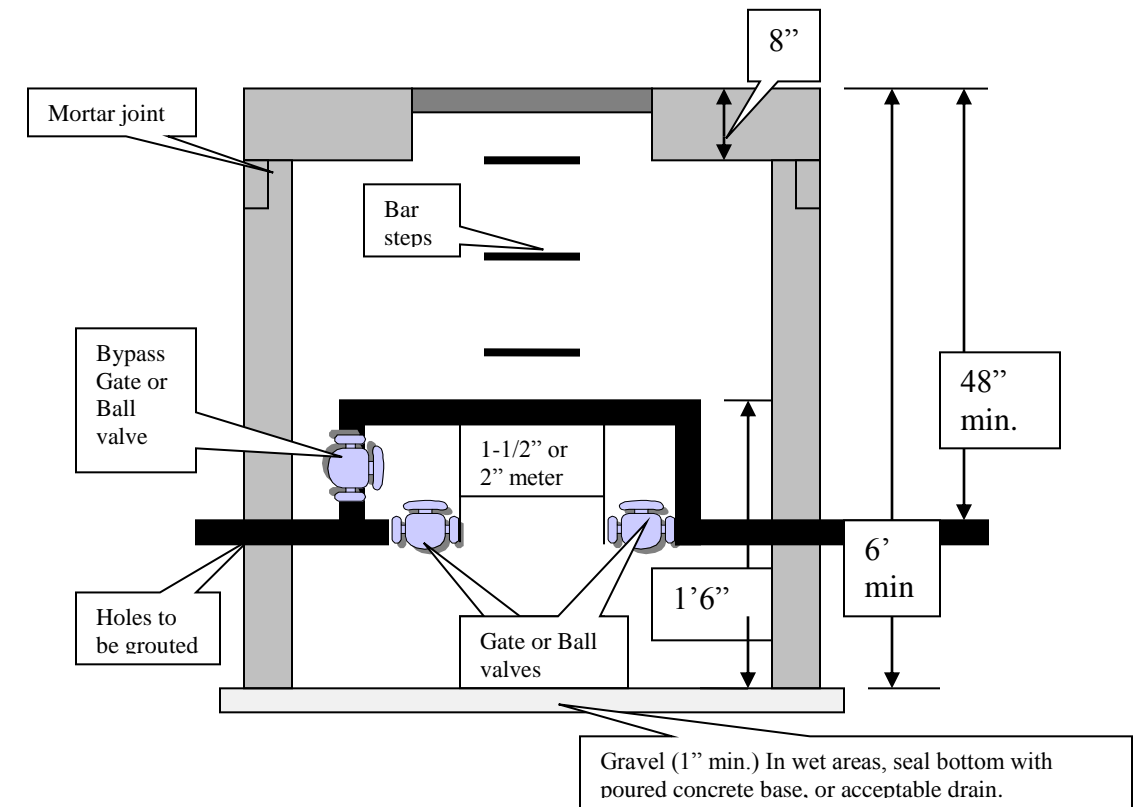 8”
Mortar joint
Bar
steps
Bypass
Gate or
Ball
valve
48”
min.
1-1/2” or
2” meter
6’
min
1’6”
Holes to
be grouted
Gate or Ball
valves
Gravel (1” min.) In wet areas, seal bottom with
poured concrete base, or acceptable drain.